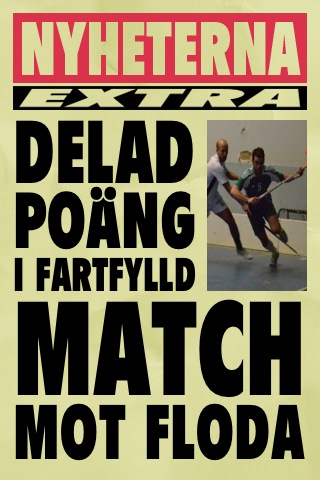 NYHETERNA
EXTRA
DELAD
POÄNG
I FARTFYLLD
MATCH
MOT FLODA